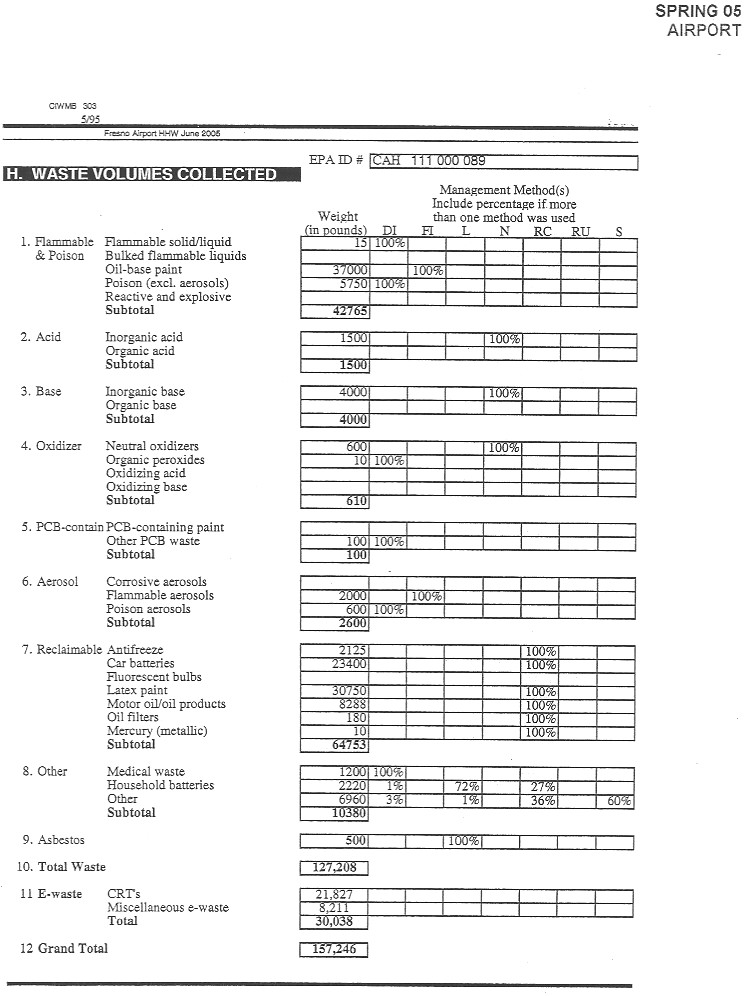 SPRING 05
AIRPORT
CIWMB 303
5/95
Fresno Airport HHW June 2005
EPA ID # CAH 111 000 089
H. WASTE VOLUMES COLLECTED
Management Method(s)
Include percentage if more
Weight than one method was used
(in pounds) DI FI L N RC RU S
1. Flammable Flammable solid/liquid 15 100%
& Poison Bulked flammable liquids
Oil-base paint 37000 100%
Poison (excl. aerosols) 5750 100%
Reactive and explosive
Subtotal 42765
2. Acid Inorganic acid 1500 100%
Organic acid
Subtotal 1500
3. Base Inorganic base 4000 100%
Organic base
Subtotal 4000
4. Oxidizer Neutral oxidizers 600 100%
Organic peroxides 10 100%
Oxidizing acid
Oxidizing base
Subtotal 610
5. PCB-contain PCB-containing paint
Other PCB waste 100 100%
Subtotal 100
6. Aerosol Corrosive aerosols
Flammable aerosols 2000 100%
Poison aerosols 600 100%
Subtotal 2600
7. Reclaimable Antifreeze 2125 100%
Car batteries 23400 100%
Fluorescent bulbs
Latex paint 30750 100%
Motor oil/oil products 8288 100%
Oil filters 180 100%
Mercury (metallic) 10 100%
Subtotal 64753
8. Other Medical waste 1200 100%
Household batteries 2220 1% 72% 27%
Other 6960 3% 1% 36% 60%
Subtotal 10380
9. Asbestos 500 100%
10. Total Waste 127,208
11 E-waste CRT's 21,827
Miscellaneous e-waste 8,211
Total 30,038
12 Grand Total 157,246